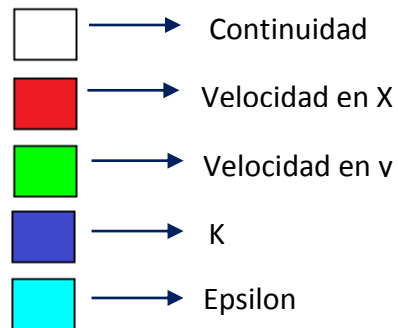 Continuidad
Velocidad en X
Velocidad en v
K
Epsilon